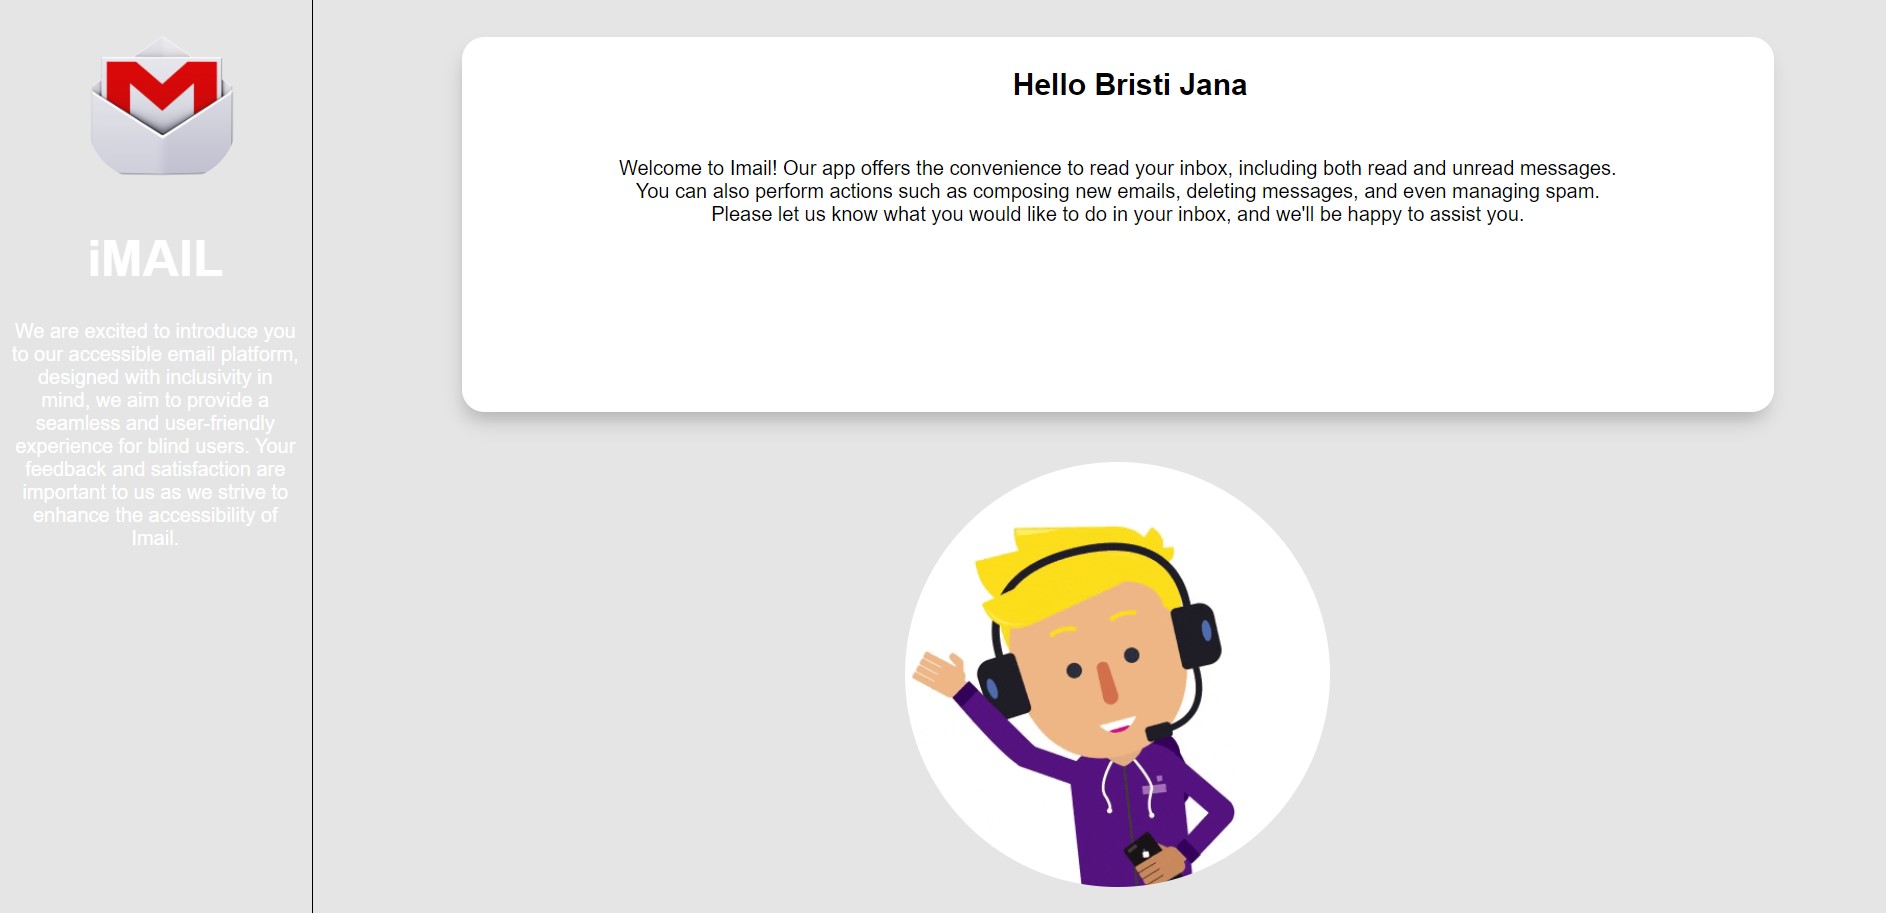 iMAIL
We are excited to introduce you
to our accessible email platform,
designed with inclusivity in
mind, we aim to provide a
seamless and user-friendly
experience for blind users. Your
feedback and satisfaction are
important to us as we strive to
enhance the accessibility of
Imail.
Hello Bristi Jana
Welcome to Imail! Our app offers the convenience to read your inbox, including both read and unread messages.
You can also perform actions such as composing new emails, deleting messages, and even managing spam.
Please let us know what you would like to do in your inbox, and we'll be happy to assist you.